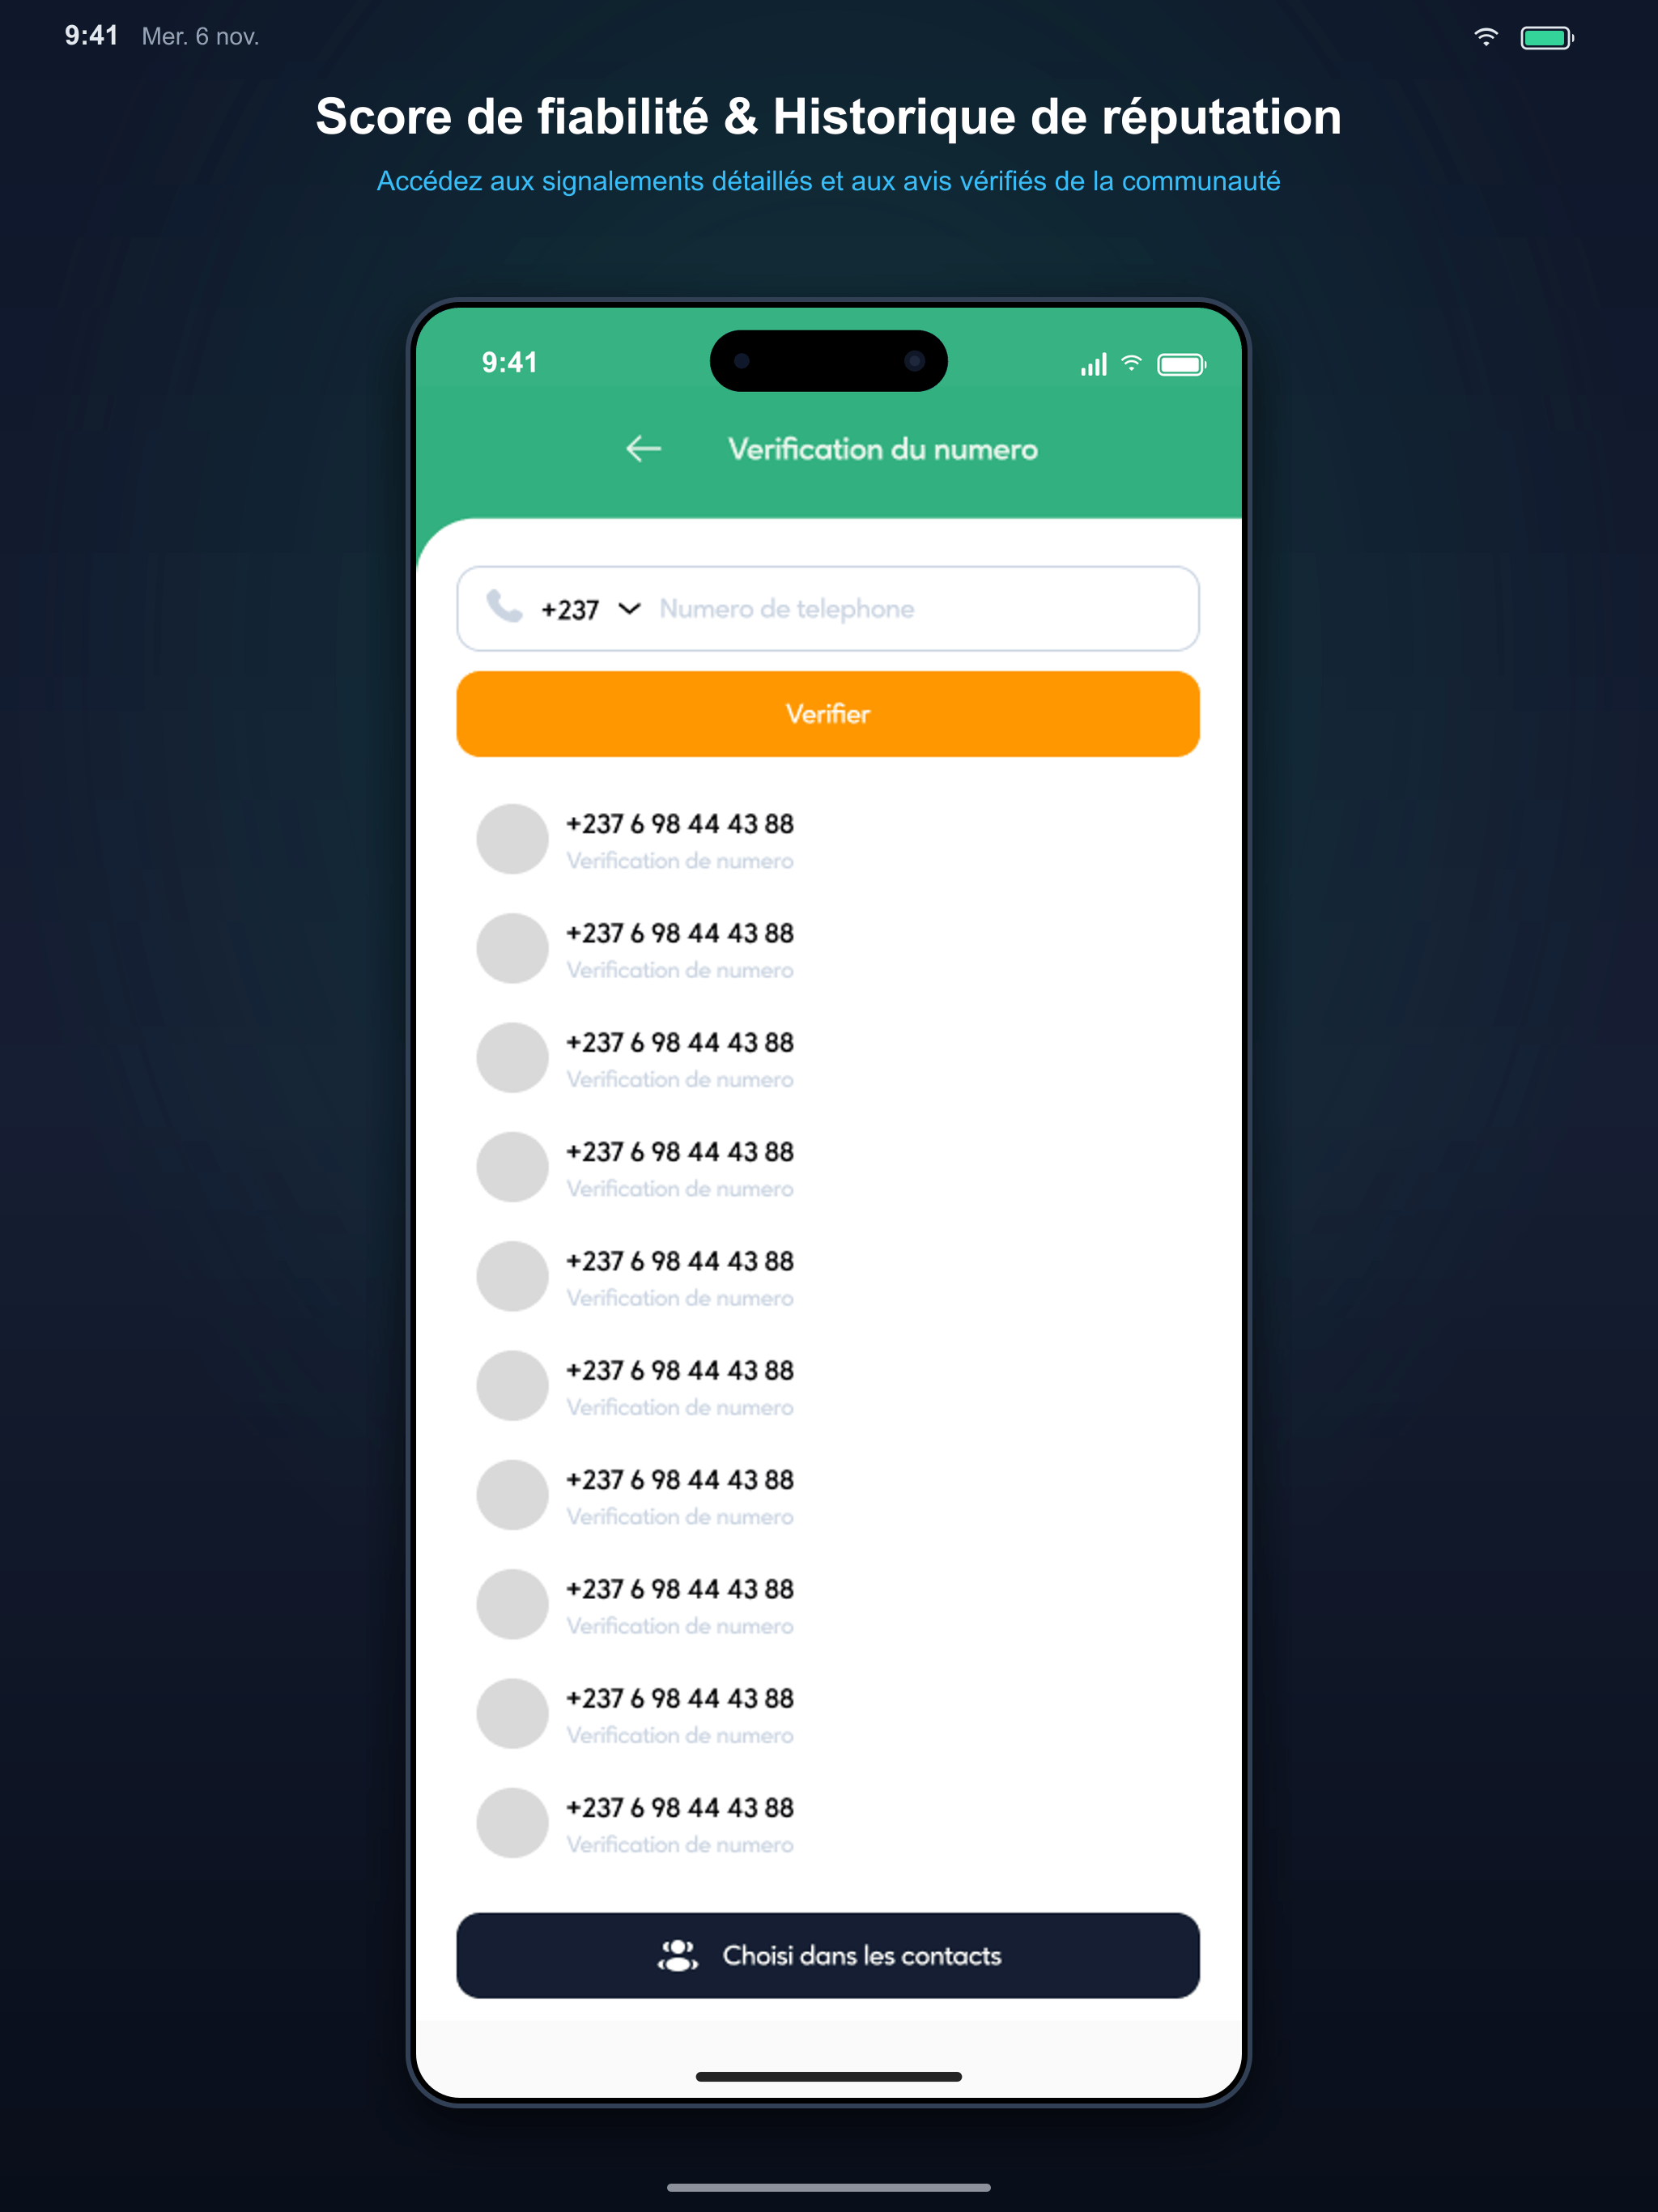 9:41 Mer. 6 nov.
Score de fiabilité & Historique de réputation
Accédez aux signalements détaillés et aux avis vérifiés de la communauté
9:41
Verification du numero
+237 Numero de telephone
Verifier
+237 6 98 44 43 88
Verification de numero
+237 6 98 44 43 88
Verification de numero
+237 6 98 44 43 88
Verification de numero
+237 6 98 44 43 88
Verification de numero
+237 6 98 44 43 88
Verification de numero
+237 6 98 44 43 88
Verification de numero
+237 6 98 44 43 88
Verification de numero
+237 6 98 44 43 88
Verification de numero
+237 6 98 44 43 88
Verification de numero
+237 6 98 44 43 88
Verification de numero
Choisi dans les contacts